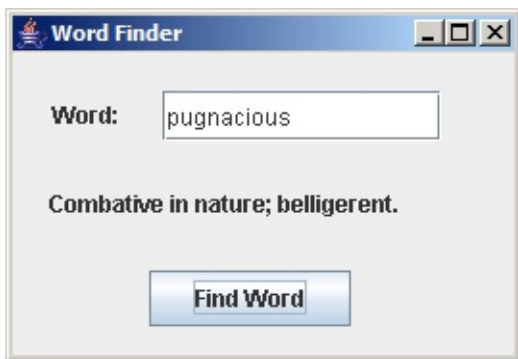 Word Finder
Word: pugnacious
Combative in nature; belligerent.
Find Word